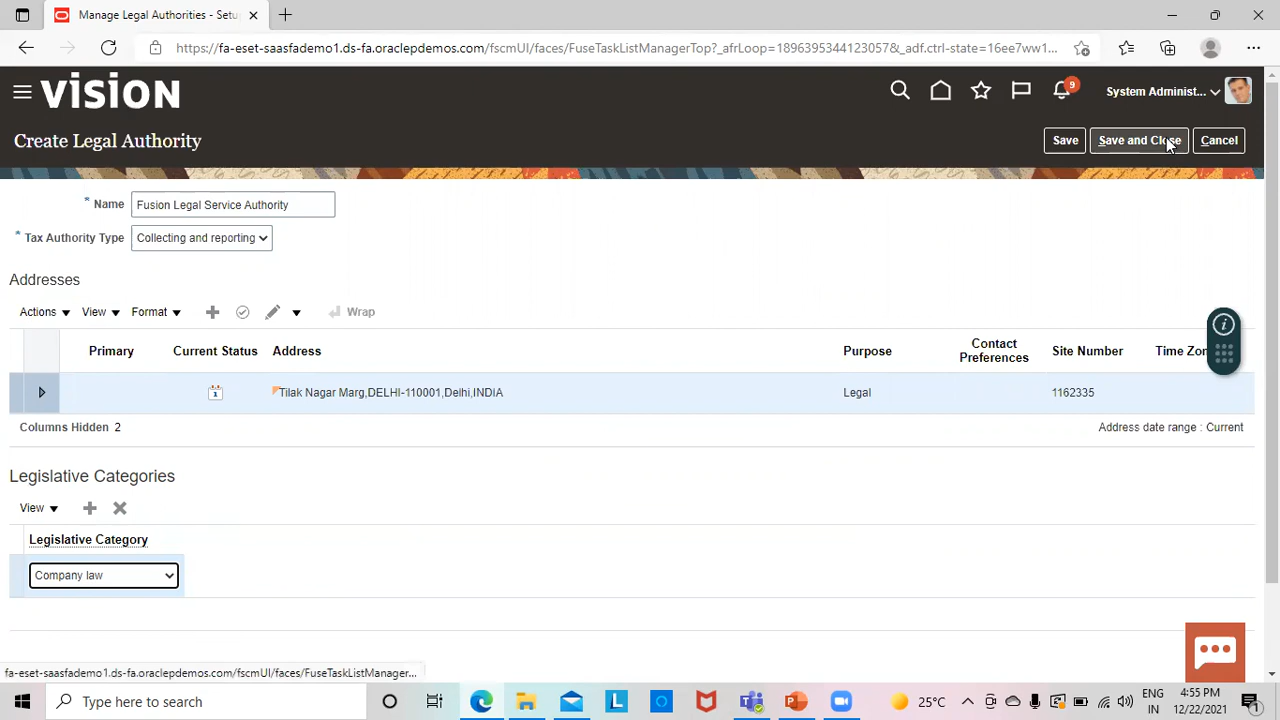 Manage Legal Authorities - Setu
https://fa-eset-saasfademo1.ds-fa.oraclepdemos.com/fscmUI/faces/FuseTaskListManagerTop?_afrLoop=18963953441230575&_adf.ctrl-state=16ee7ww1...
vision
9
System Administ...
Create Legal Authority
Save
Save and Close
Cancel
* Name Fusion Legal Service Authority
* Tax Authority Type Collecting and reporting
Addresses
Actions View Format Wrap
Primary Current Status Address Purpose Contact Preferences Site Number Time Zor
Tilak Nagar Marg,DELHI-110001,Delhi,INDiA Legal 1162335
Columns Hidden 2 Address date range : Current
Legislative Categories
View
Legislative Category
Company law
fa-eset-saasfademo1.ds-fa.oraclepdemos.com/fscmUI/faces/FuseTaskListManager...
Type here to search
25°C
ENG
IN
4:55 PM
12/22/2021